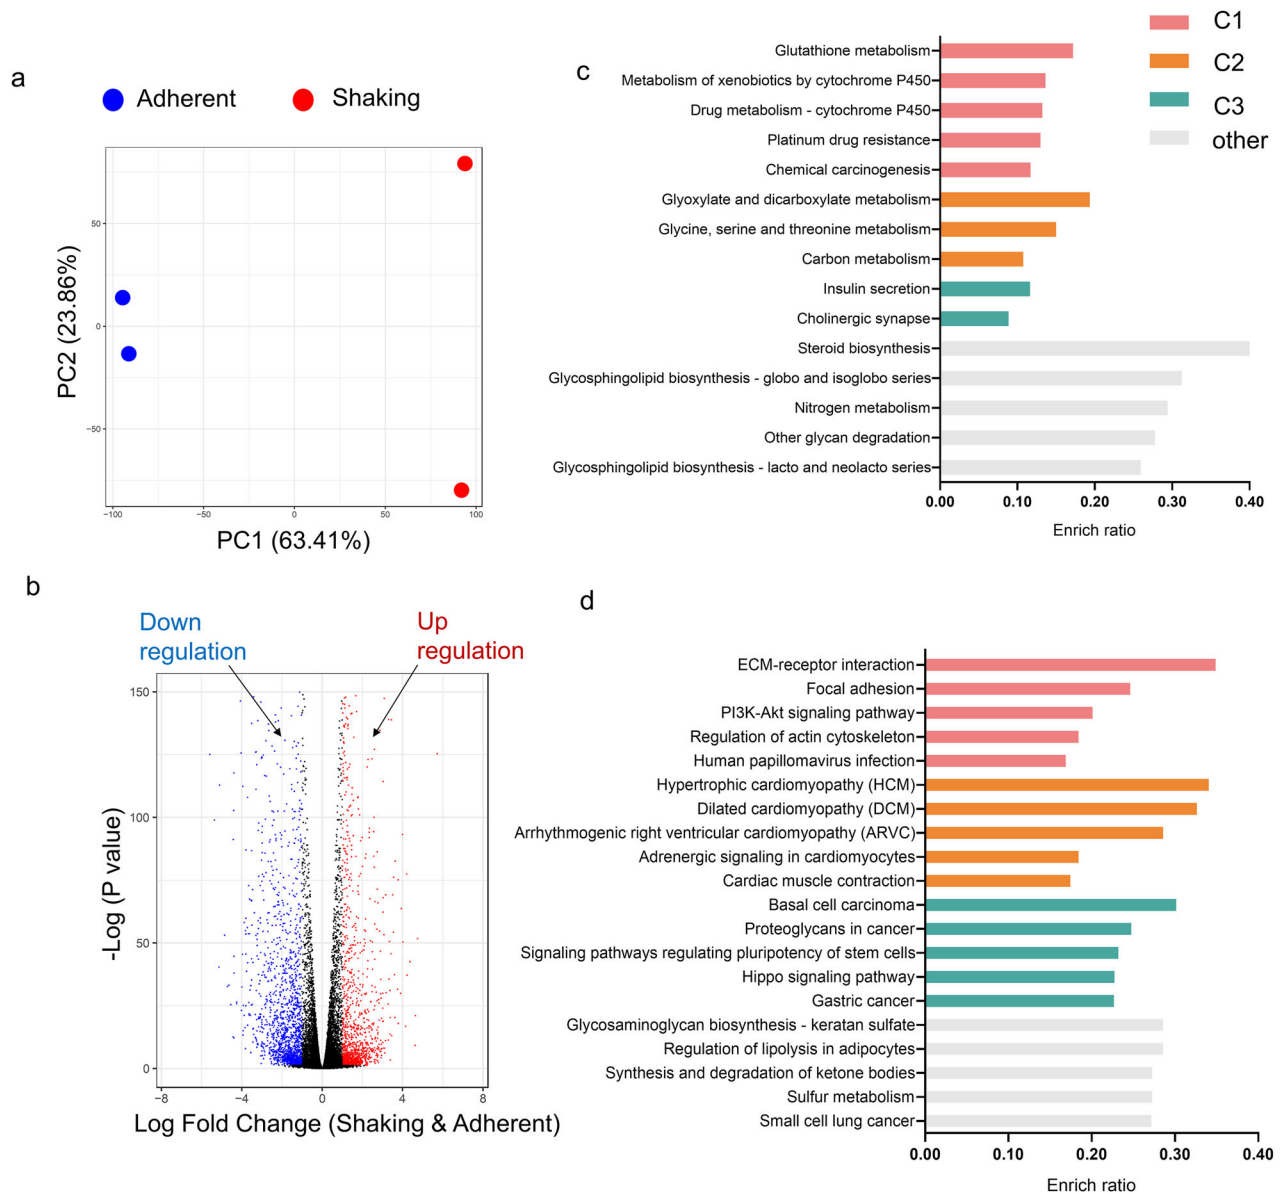 a
Adherent
Shaking
50
0
−50
−100
−50
0
50
100
PC2 (23.86%)
PC1 (63.41%)
b
Down
regulation
Up
regulation
150
100
50
0
−8
−4
0
4
8
-Log (P value)
Log Fold Change (Shaking & Adherent)
c
C1
C2
C3
other
Glutathione metabolism
Metabolism of xenobiotics by cytochrome P450
Drug metabolism - cytochrome P450
Platinum drug resistance
Chemical carcinogenesis
Glyoxylate and dicarboxylate metabolism
Glycine, serine and threonine metabolism
Carbon metabolism
Insulin secretion
Cholinergic synapse
Steroid biosynthesis
Glycosphingolipid biosynthesis - globo and isoglobo series
Nitrogen metabolism
Other glycan degradation
Glycosphingolipid biosynthesis - lacto and neolacto series
0.00 0.10 0.20 0.30 0.40
Enrich ratio
d
ECM-receptor interaction
Focal adhesion
PI3K-Akt signaling pathway
Regulation of actin cytoskeleton
Human papillomavirus infection
Hypertrophic cardiomyopathy (HCM)
Dilated cardiomyopathy (DCM)
Arrhythmogenic right ventricular cardiomyopathy (ARVC)
Adrenergic signaling in cardiomyocytes
Cardiac muscle contraction
Basal cell carcinoma
Proteoglycans in cancer
Signaling pathways regulating pluripotency of stem cells
Hippo signaling pathway
Gastric cancer
Glycosaminoglycan biosynthesis - keratan sulfate
Regulation of lipolysis in adipocytes
Synthesis and degradation of ketone bodies
Sulfur metabolism
Small cell lung cancer
0.00 0.10 0.20 0.30 0.40
Enrich ratio